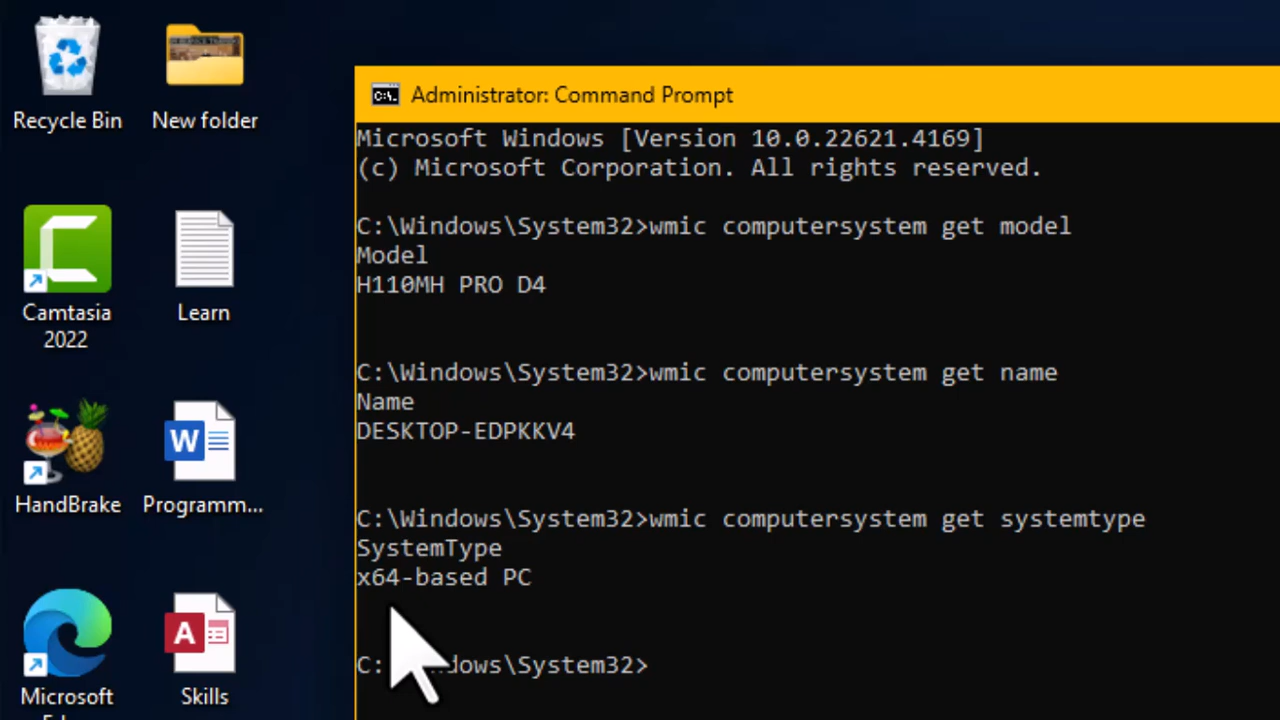 Recycle Bin
New folder
Camtasia
2022
Learn
HandBrake
Programm...
Microsoft
Skills
Administrator: Command Prompt
Microsoft Windows [Version 10.0.22621.4169]
(c) Microsoft Corporation. All rights reserved.
C:\Windows\System32>wmic computersystem get model
Model
H110MH PRO D4
C:\Windows\System32>wmic computersystem get name
Name
DESKTOP-EDPKKV4
C:\Windows\System32>wmic computersystem get systemtype
SystemType
x64-based PC
C: ndows\System32>